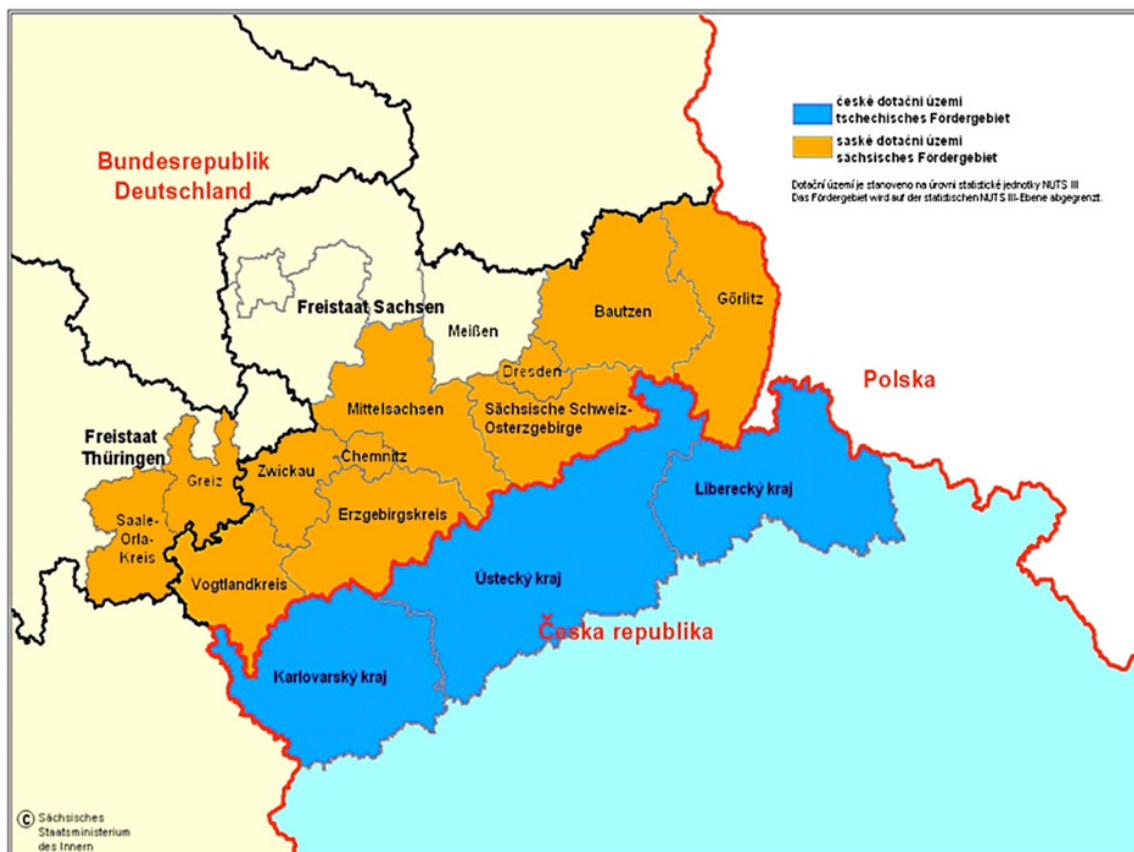 české dotační území
tschechisches Fördergebiet
saské dotační území
sächsisches Fördergebiet
Dotační území je stanoveno na úrovni statistické jednotky NUTS III
Das Fördergebiet wird auf der statistischen NUTS III-Ebene abgegrenzt.
Bundesrepublik
Deutschland
Freistaat Sachsen
Meißen
Bautzen
Görlitz
Dresden
Polska
Mittelsachsen
Sächsische Schweiz-
Osterzgebirge
Freistaat
Thüringen
Chemnitz
Zwickau
Greiz
Liberecký kraj
Erzgebirgskreis
Saale-
Orla-
Kreis
Vogtlandkreis
Ústecký kraj
Česka republika
Karlovarský kraj
© Sächsisches
Staatsministerium
des Innern